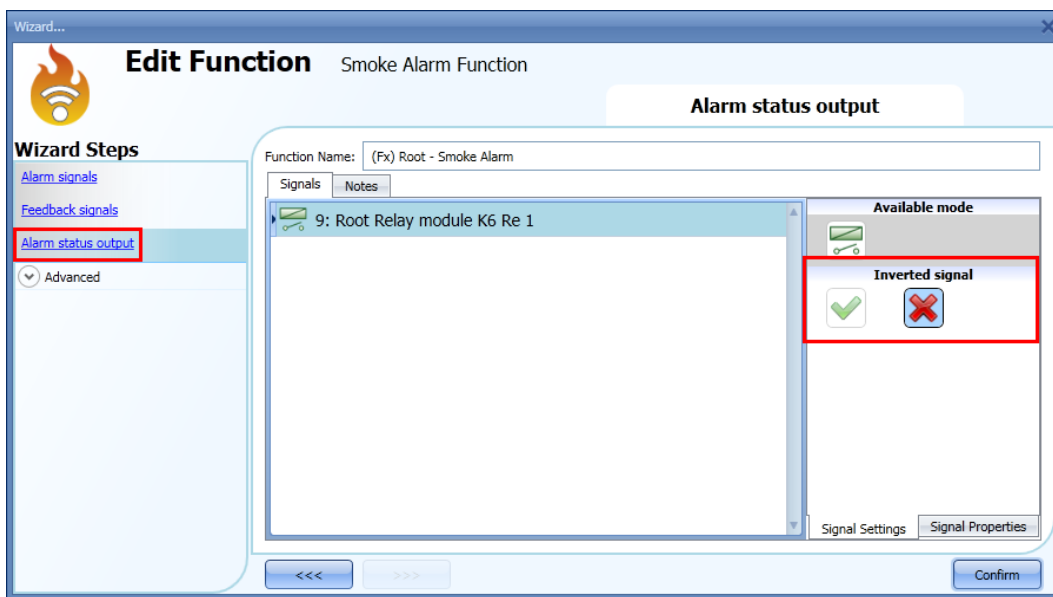 Wizard...
Edit Function Smoke Alarm Function
Alarm status output
Wizard Steps
Alarm signals
Feedback signals
Alarm status output
Advanced
Function Name: (Fx) Root - Smoke Alarm
Signals Notes
9: Root Relay module K6 Re 1
Available mode
Inverted signal
Signal Settings Signal Properties
<<< >>> Confirm